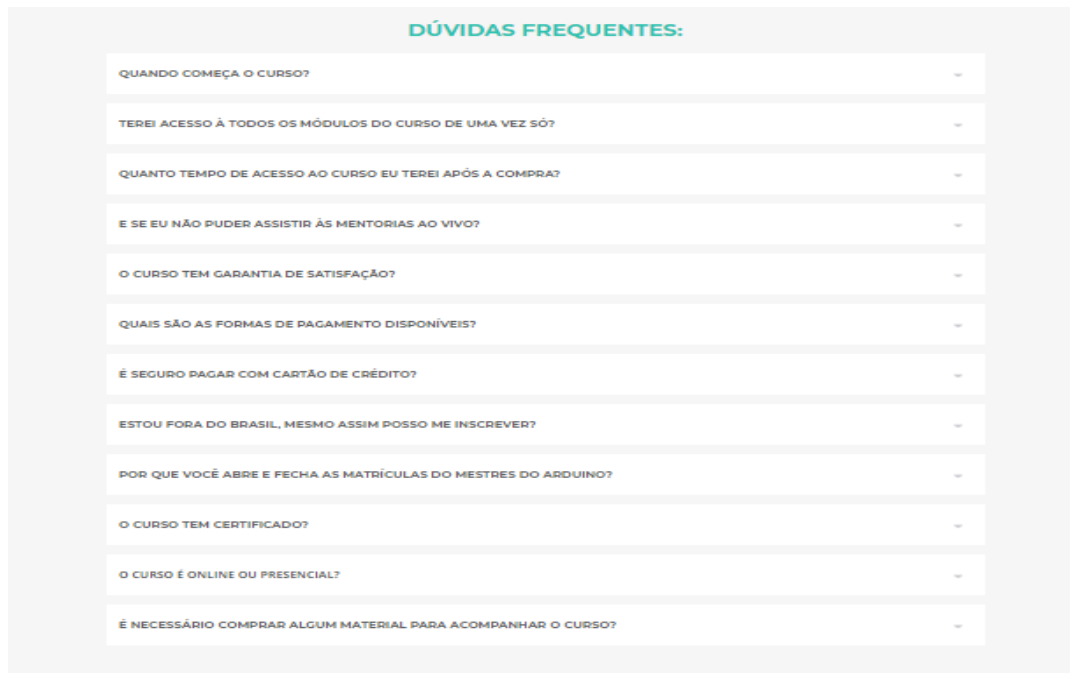 DÚVIDAS FREQUENTES:
QUANDO COMEÇA O CURSO?
TEREI ACESSO À TODOS OS MÓDULOS DO CURSO DE UMA VEZ SÓ?
QUANTO TEMPO DE ACESSO AO CURSO EU TEREI APÓS A COMPRA?
E SE EU NÃO PUDER ASSISTIR ÀS MENTORIAS AO VIVO?
O CURSO TEM GARANTIA DE SATISFAÇÃO?
QUAIS SÃO AS FORMAS DE PAGAMENTO DISPONÍVEIS?
É SEGURO PAGAR COM CARTÃO DE CRÉDITO?
ESTOU FORA DO BRASIL, MESMO ASSIM POSSO ME INSCREVER?
POR QUE VOCÊ ABRE E FECHA AS MATRÍCULAS DO MESTRES DO ARDUINO?
O CURSO TEM CERTIFICADO?
O CURSO É ONLINE OU PRESENCIAL?
É NECESSÁRIO COMPRAR ALGUM MATERIAL PARA ACOMPANHAR O CURSO?